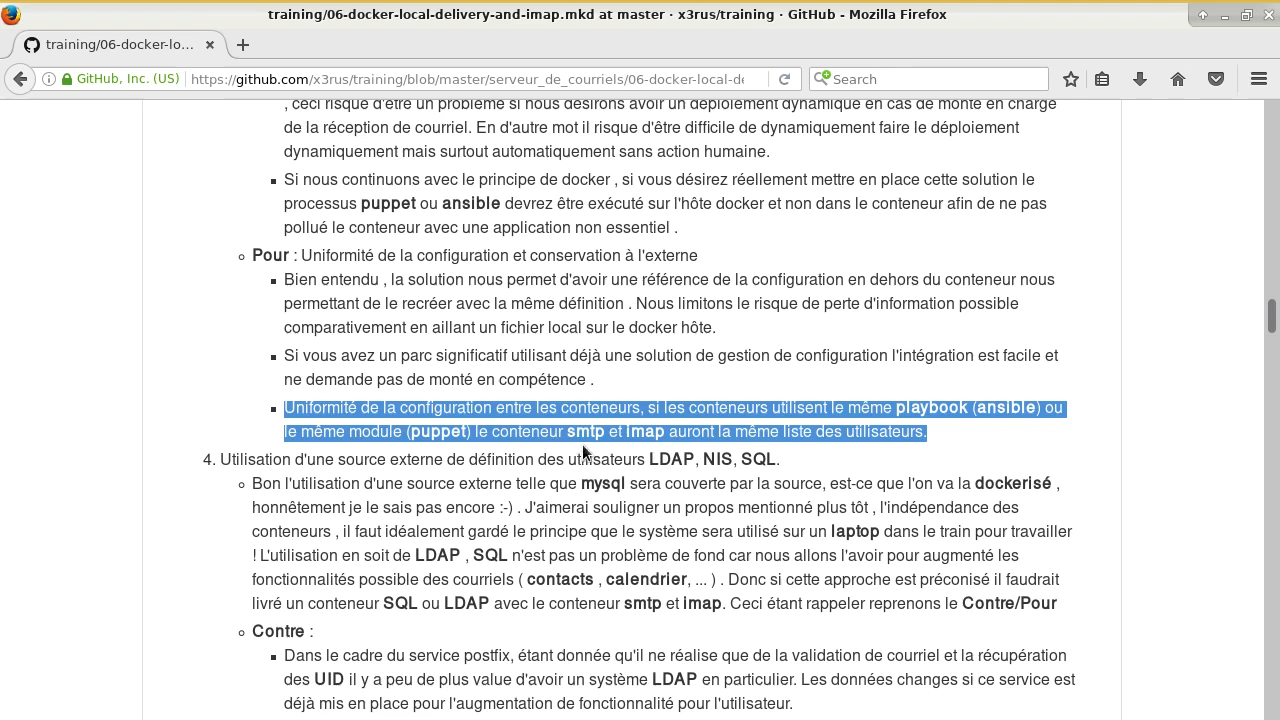 training/06-docker-local-delivery-and-imap.mkd at master · x3rus/training · GitHub - Mozilla Firefox
training/06-docker-lo...
GitHub, Inc. (US)
https://github.com/x3rus/training/blob/master/serveur_de_courriels/06-docker-local-de
Search
, ceci risque d'être un problème si nous désirons avoir un déploiement dynamique en cas de monté en charge
de la réception de courriel. En d'autre mot il risque d'être difficile de dynamiquement faire le déploiement
dynamiquement mais surtout automatiquement sans action humaine.
Si nous continuons avec le principe de docker , si vous désirez réellement mettre en place cette solution le
processus puppet ou ansible devrez être exécuté sur l'hôte docker et non dans le conteneur afin de ne pas
pollué le conteneur avec une application non essentiel .
Pour : Uniformité de la configuration et conservation à l'externe
Bien entendu , la solution nous permet d'avoir une référence de la configuration en dehors du conteneur nous
permettant de le recréer avec la même définition . Nous limitons le risque de perte d'information possible
comparativement en aillant un fichier local sur le docker hôte.
Si vous avez un parc significatif utilisant déjà une solution de gestion de configuration l'intégration est facile et
ne demande pas de monté en compétence .
Uniformité de la configuration entre les conteneurs, si les conteneurs utilisent le même playbook (ansible) ou
le même module (puppet) le conteneur smtp et imap auront la même liste des utilisateurs.
4. Utilisation d'une source externe de définition des utilisateurs LDAP, NIS, SQL.
Bon l'utilisation d'une source externe telle que mysql sera couverte par la source, est-ce que l'on va la dockerisé ,
honnêtement je le sais pas encore :-) . J'aimerai souligner un propos mentionné plus tôt , l'indépendance des
conteneurs , il faut idéalement gardé le principe que le système sera utilisé sur un laptop dans le train pour travailler
! L'utilisation en soit de LDAP , SQL n'est pas un problème de fond car nous allons l'avoir pour augmenté les
fonctionnalités possible des courriels ( contacts , calendrier, ... ) . Donc si cette approche est préconisé il faudrait
livré un conteneur SQL ou LDAP avec le conteneur smtp et imap. Ceci étant rappeler reprenons le Contre/Pour
Contre :
Dans le cadre du service postfix, étant donnée qu'il ne réalise que de la validation de courriel et la récupération
des UID il y a peu de plus value d'avoir un système LDAP en particulier. Les données changes si ce service est
déjà mis en place pour l'augmentation de fonctionnalité pour l'utilisateur.